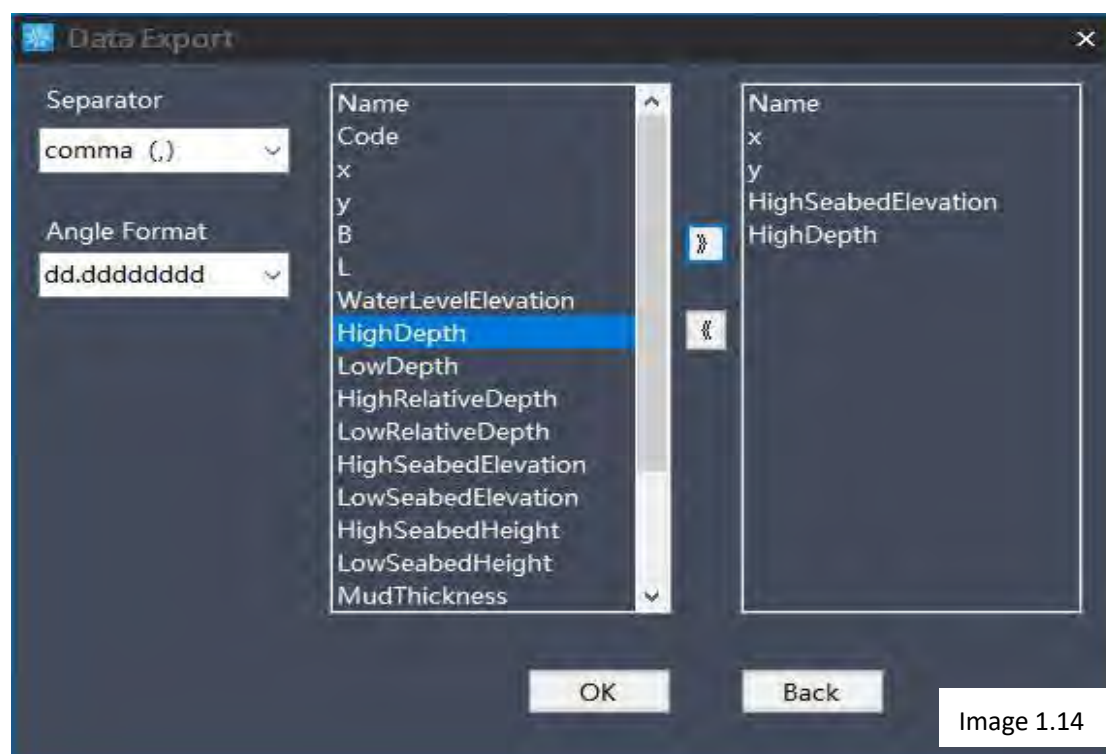 Data Export
Separator
comma (,)
Angle Format
dd.dddddddd
Name
Code
x
y
B
L
WaterLevelElevation
HighDepth
LowDepth
HighRelativeDepth
LowRelativeDepth
HighSeabedElevation
LowSeabedElevation
HighSeabedHeight
LowSeabedHeight
MudThickness
Name
x
y
HighSeabedElevation
HighDepth
OK
Back
Image 1.14